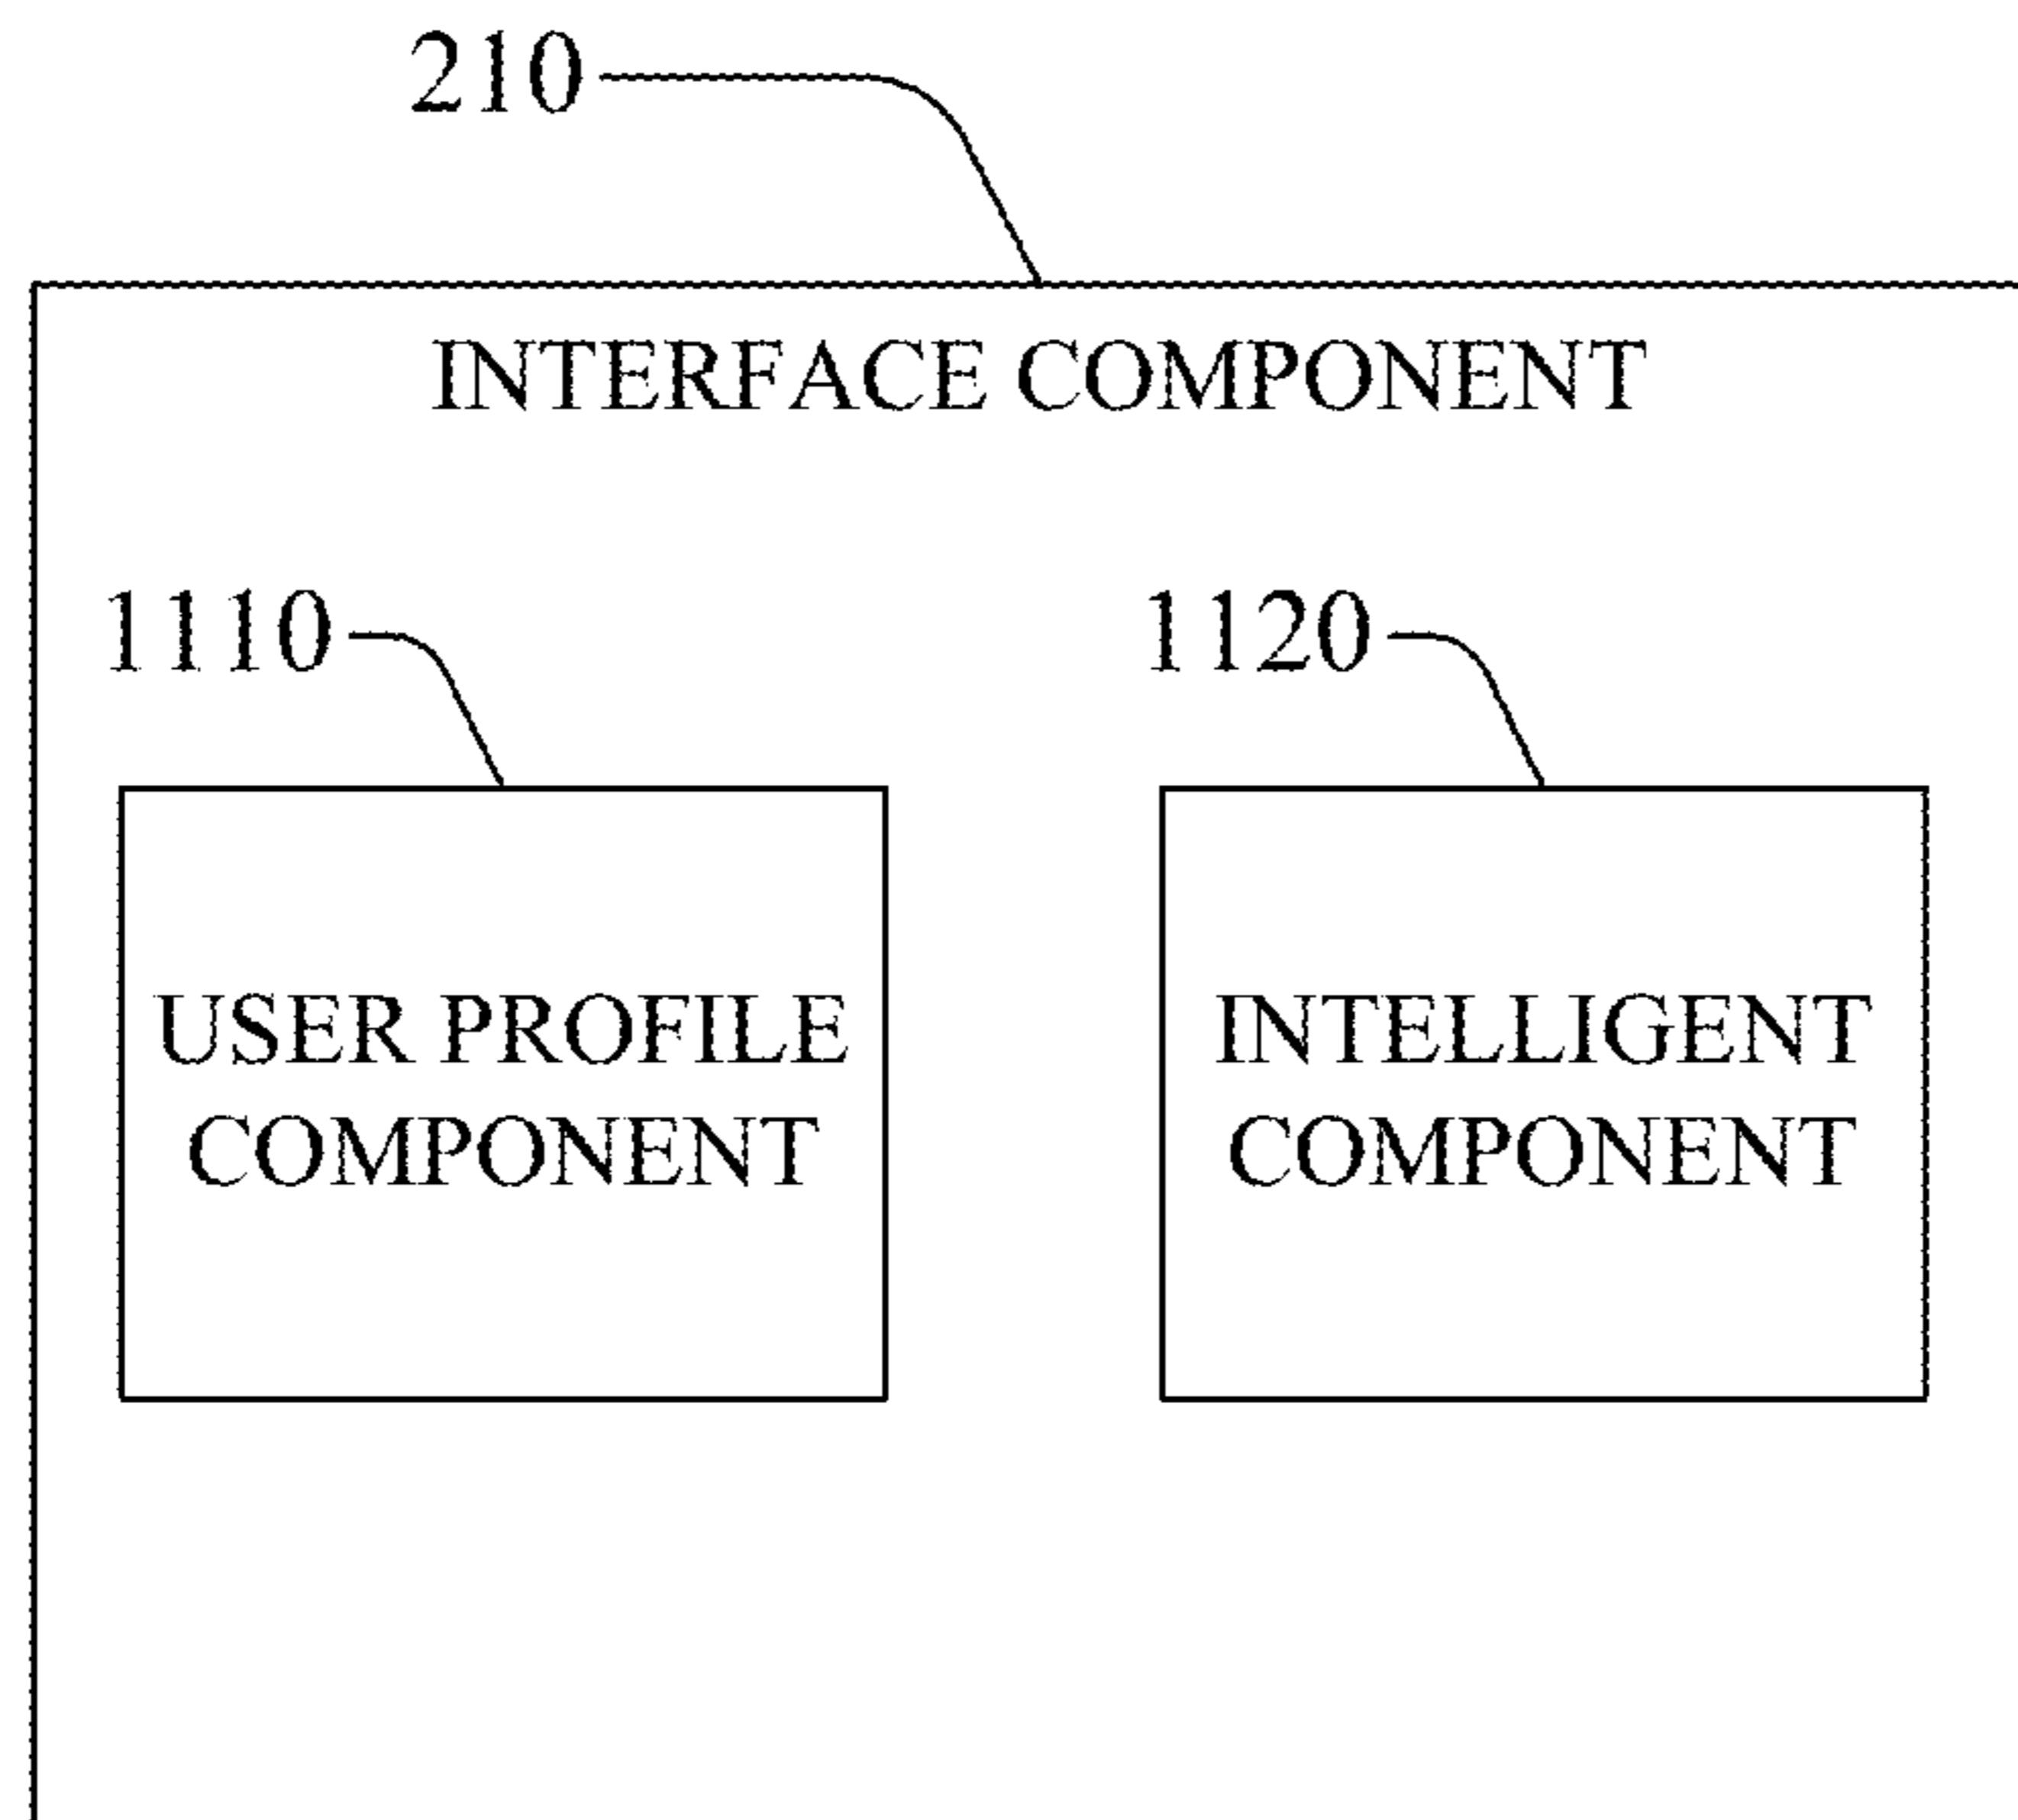 210
INTERFACE COMPONENT
1110
1120
USER PROFILE
COMPONENT
INTELLIGENT
COMPONENT